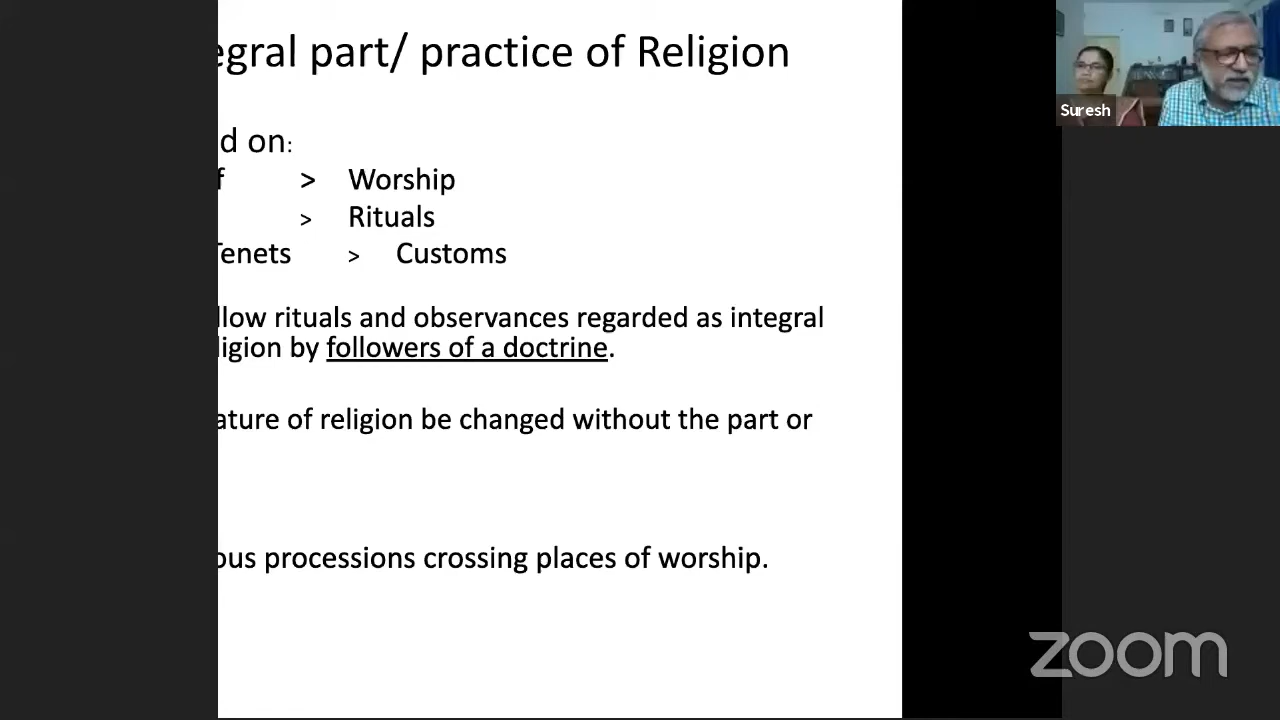 egral part/ practice of Religion
d on:
> Worship
> Rituals
Tenets > Customs
llow rituals and observances regarded as integral
ligion by followers of a doctrine.
ature of religion be changed without the part or
ous processions crossing places of worship.
Suresh
zoom